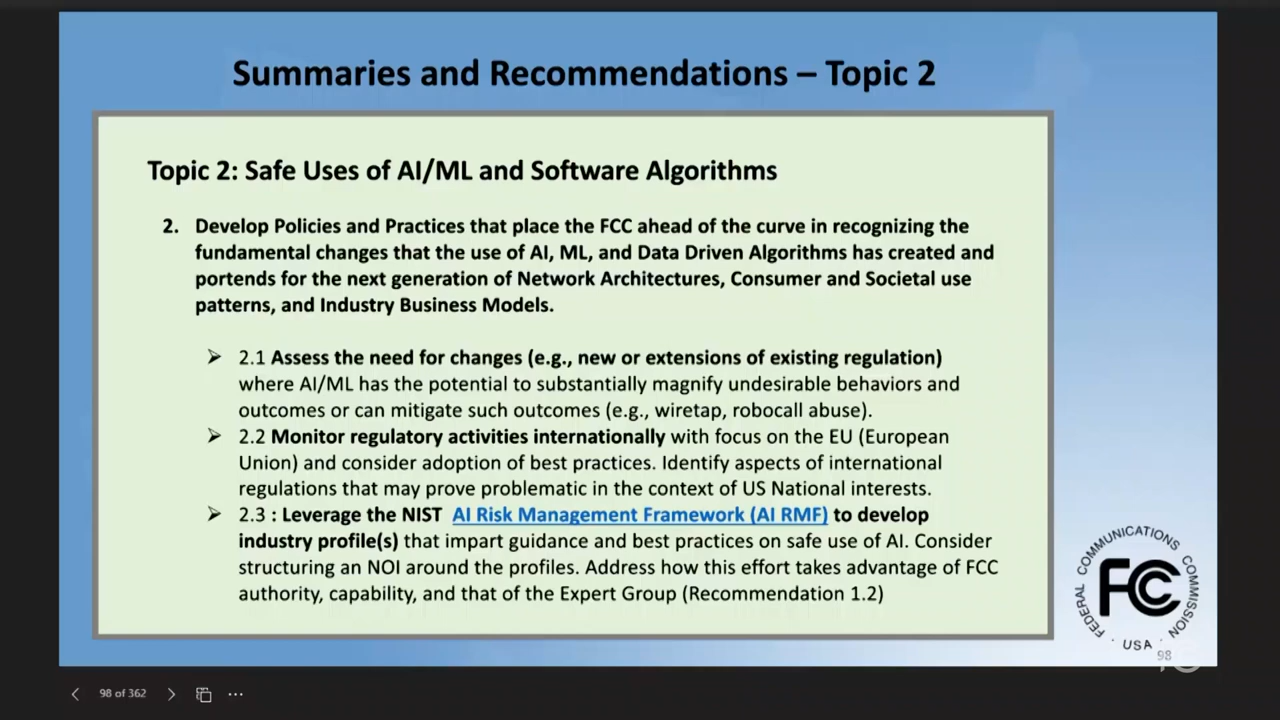 Summaries and Recommendations – Topic 2
Topic 2: Safe Uses of AI/ML and Software Algorithms
2. Develop Policies and Practices that place the FCC ahead of the curve in recognizing the
fundamental changes that the use of AI, ML, and Data Driven Algorithms has created and
portends for the next generation of Network Architectures, Consumer and Societal use
patterns, and Industry Business Models.
➢ 2.1 Assess the need for changes (e.g., new or extensions of existing regulation)
where AI/ML has the potential to substantially magnify undesirable behaviors and
outcomes or can mitigate such outcomes (e.g., wiretap, robocall abuse).
➢ 2.2 Monitor regulatory activities internationally with focus on the EU (European
Union) and consider adoption of best practices. Identify aspects of international
regulations that may prove problematic in the context of US National interests.
➢ 2.3 : Leverage the NIST AI Risk Management Framework (AI RMF) to develop
industry profile(s) that impart guidance and best practices on safe use of AI. Consider
structuring an NOI around the profiles. Address how this effort takes advantage of FCC
authority, capability, and that of the Expert Group (Recommendation 1.2)
FEDERAL COMMUNICATIONS COMMISSION
FCC
· USA ·
98
98 of 362